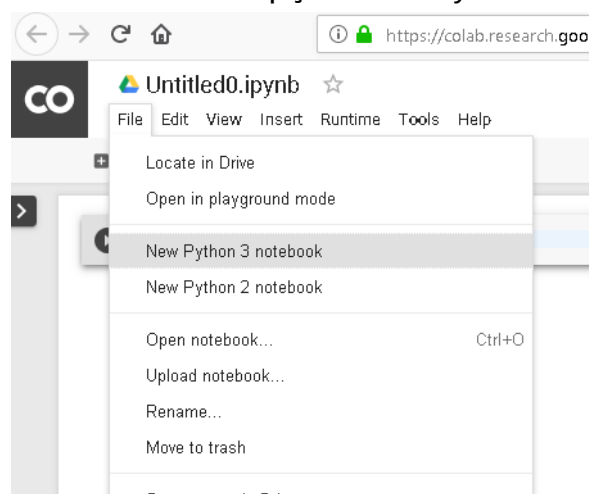 https://colab.research.goo
CO
Untitled0.ipynb
File Edit View Insert Runtime Tools Help
Locate in Drive
Open in playground mode
New Python 3 notebook
New Python 2 notebook
Open notebook... Ctrl+O
Upload notebook...
Rename...
Move to trash